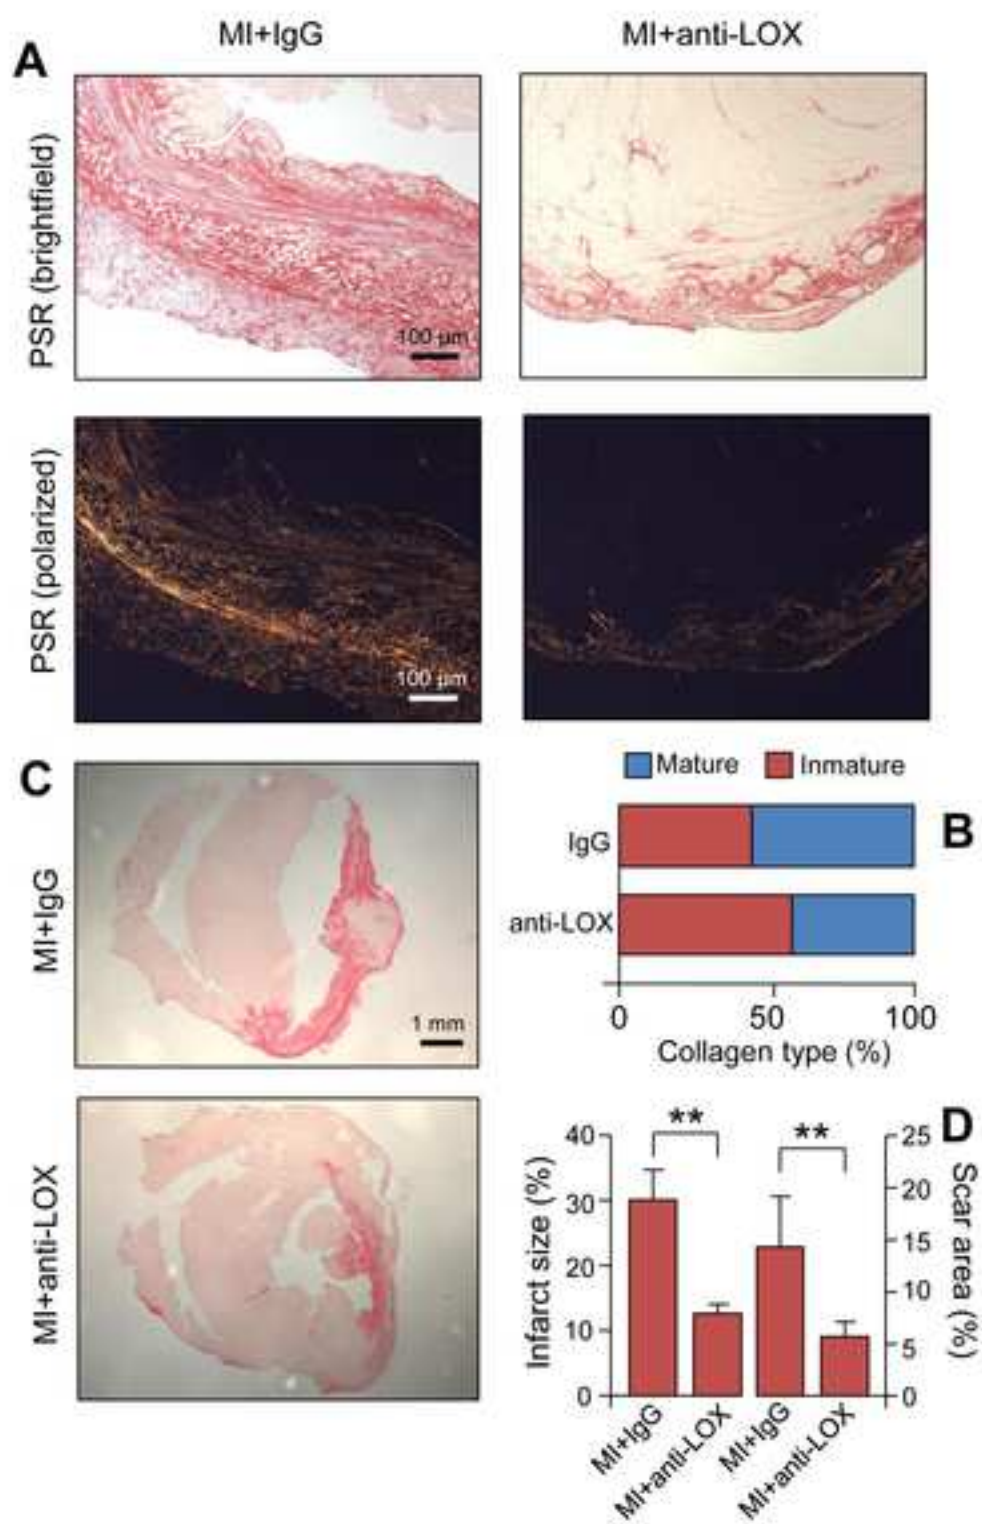 MI+IgG
MI+anti-LOX
A
PSR (brightfield)
100 µm
PSR (polarized)
100 µm
C
MI+IgG
1 mm
MI+anti-LOX
Mature
Inmature
B
IgG
anti-LOX
0
50
100
Collagen type (%)
D
**
**
Infarct size (%)
40
30
20
10
0
25
20
15
10
5
0
Scar area (%)
MI+IgG
MI+anti-LOX
MI+IgG
MI+anti-LOX